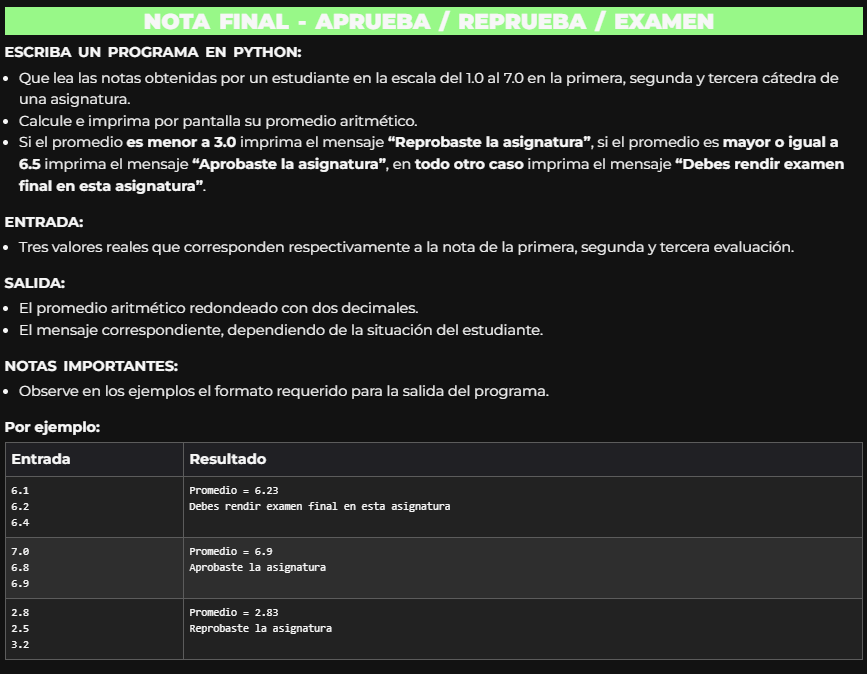 NOTA FINAL - APRUEBA / REPRUEBA / EXAMEN
ESCRIBA UN PROGRAMA EN PYTHON:
• Que lea las notas obtenidas por un estudiante en la escala del 1.0 al 7.0 en la primera, segunda y tercera cátedra de
una asignatura.
• Calcule e imprima por pantalla su promedio aritmético.
• Si el promedio es menor a 3.0 imprima el mensaje “Reprobaste la asignatura”, si el promedio es mayor o igual a
6.5 imprima el mensaje “Aprobaste la asignatura”, en todo otro caso imprima el mensaje “Debes rendir examen
final en esta asignatura”.
ENTRADA:
• Tres valores reales que corresponden respectivamente a la nota de la primera, segunda y tercera evaluación.
SALIDA:
• El promedio aritmético redondeado con dos decimales.
• El mensaje correspondiente, dependiendo de la situación del estudiante.
NOTAS IMPORTANTES:
• Observe en los ejemplos el formato requerido para la salida del programa.
Por ejemplo:
Entrada Resultado
6.1 Promedio = 6.23
6.2 Debes rendir examen final en esta asignatura
6.4
7.0 Promedio = 6.9
6.8 Aprobaste la asignatura
6.9
2.8 Promedio = 2.83
2.5 Reprobaste la asignatura
3.2